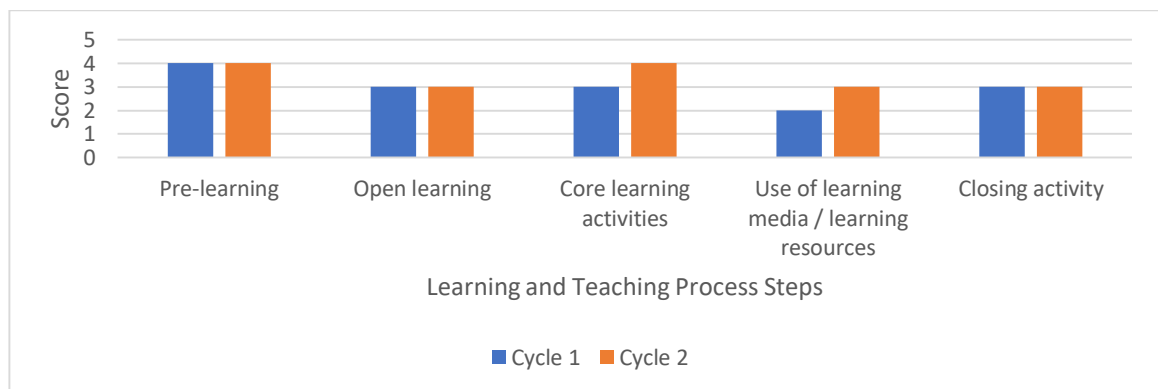 5
4
3
2
1
0
Score
Pre-learning
Open learning
Core learning
activities
Use of learning
media / learning
resources
Closing activity
Learning and Teaching Process Steps
Cycle 1
Cycle 2